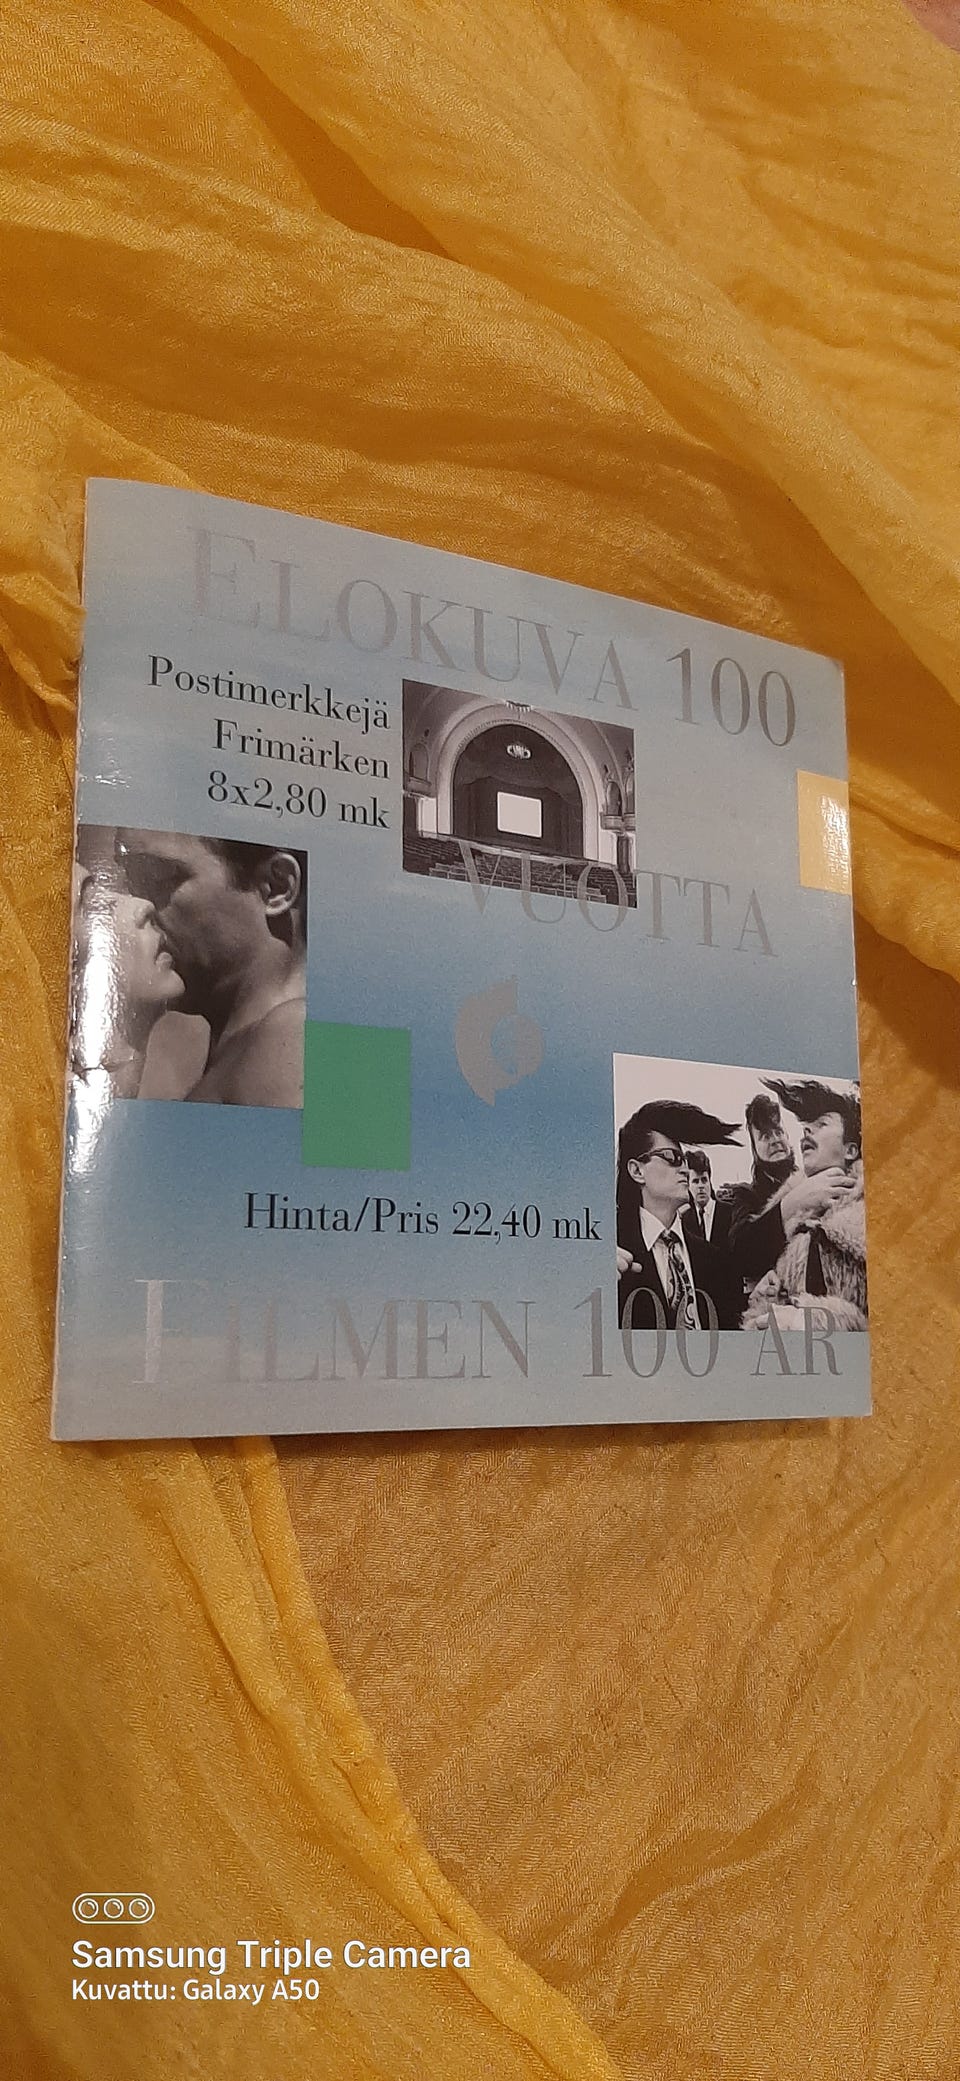 ELOKUVA 100
Postimerkkejä
Frimärken
8x2,80 mk
VUOTTA
Hinta/Pris 22,40 mk
FILMEN 100 ÅR
Samsung Triple Camera
Kuvattu: Galaxy A50